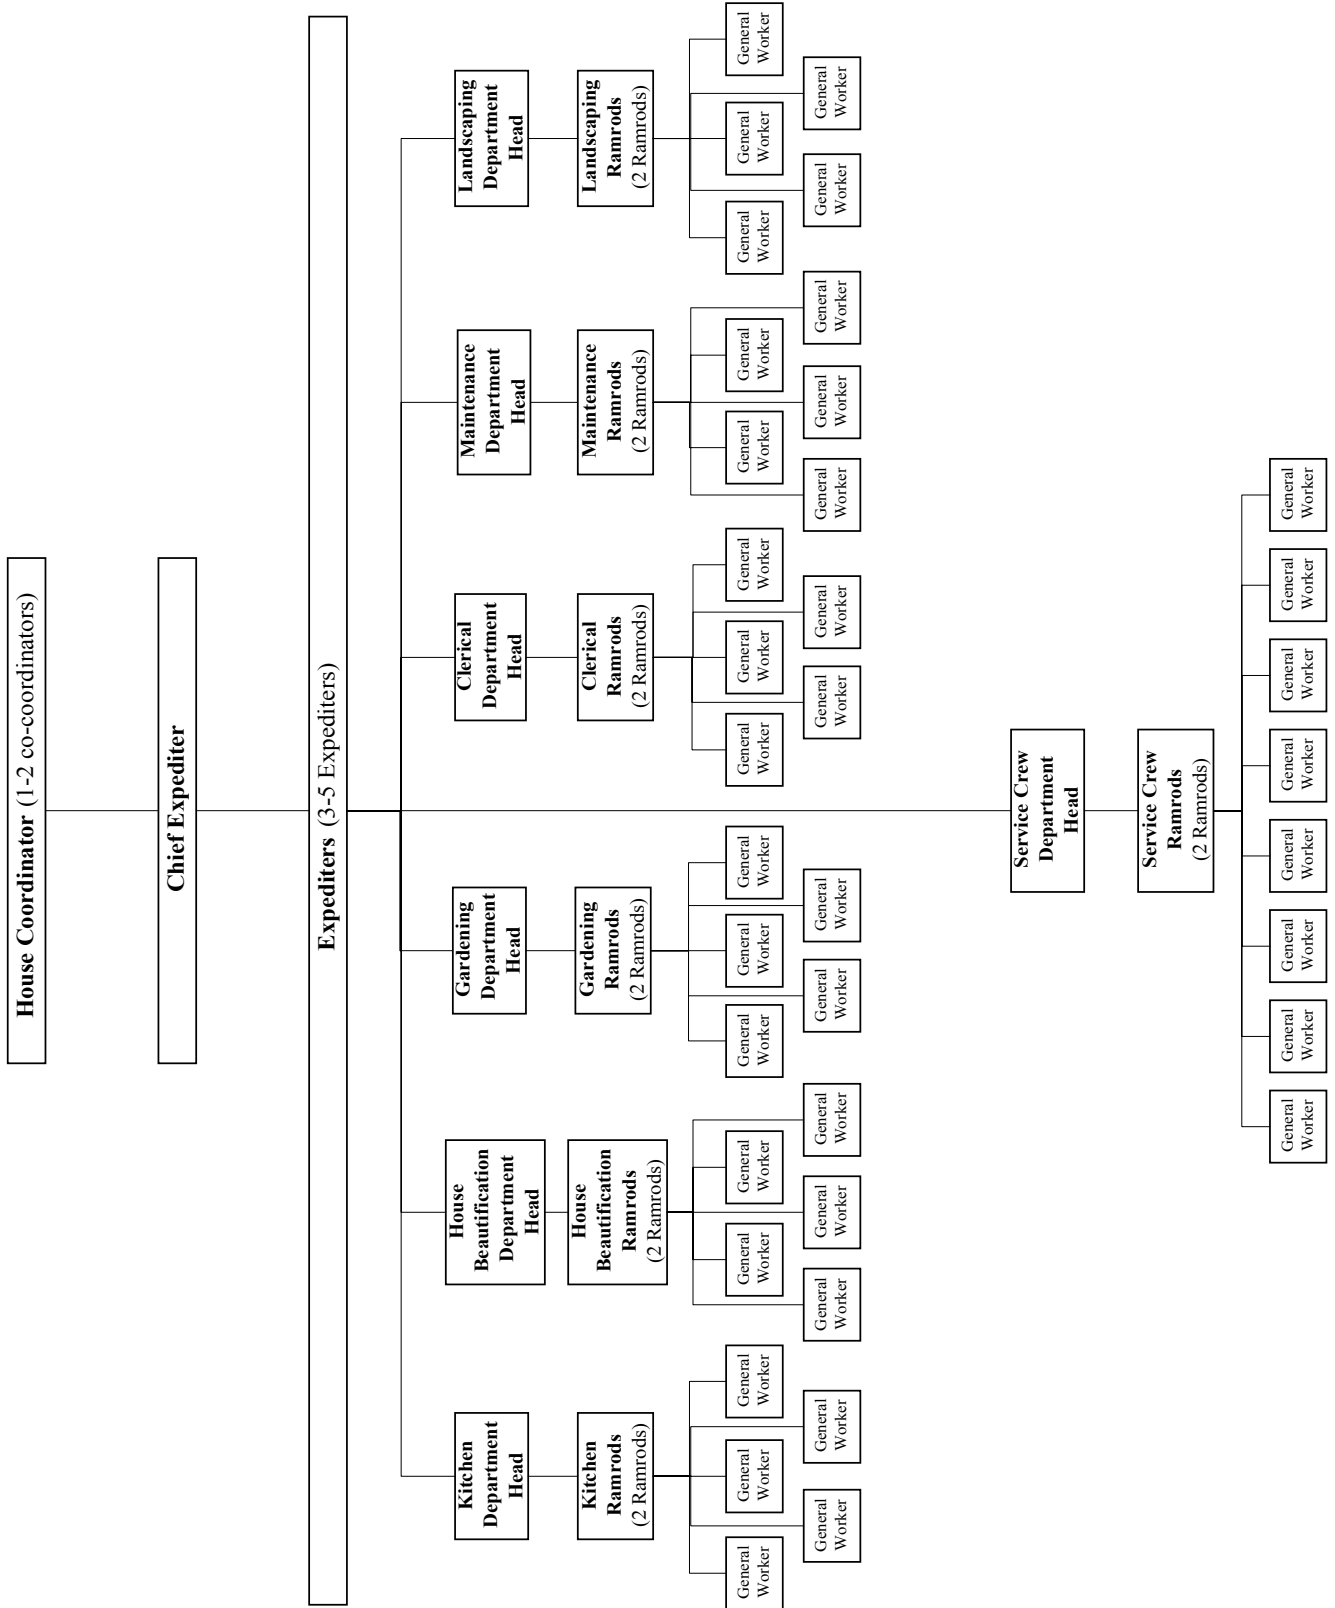 House Coordinator (1-2 co-coordinators)
Chief Expediter
Expediters (3-5 Expediters)
Kitchen
Department
Head
House
Beautification
Department
Head
Gardening
Department
Head
Clerical
Department
Head
Maintenance
Department
Head
Landscaping
Department
Head
Kitchen
Ramrods
(2 Ramrods)
House
Beautification
Ramrods
(2 Ramrods)
Gardening
Ramrods
(2 Ramrods)
Clerical
Ramrods
(2 Ramrods)
Maintenance
Ramrods
(2 Ramrods)
Landscaping
Ramrods
(2 Ramrods)
General
Worker
General
Worker
General
Worker
General
Worker
General
Worker
General
Worker
General
Worker
General
Worker
General
Worker
General
Worker
General
Worker
General
Worker
General
Worker
General
Worker
General
Worker
General
Worker
General
Worker
General
Worker
General
Worker
General
Worker
General
Worker
General
Worker
General
Worker
General
Worker
General
Worker
General
Worker
General
Worker
General
Worker
General
Worker
General
Worker
Service Crew
Department
Head
Service Crew
Ramrods
(2 Ramrods)
General
Worker
General
Worker
General
Worker
General
Worker
General
Worker
General
Worker
General
Worker
General
Worker